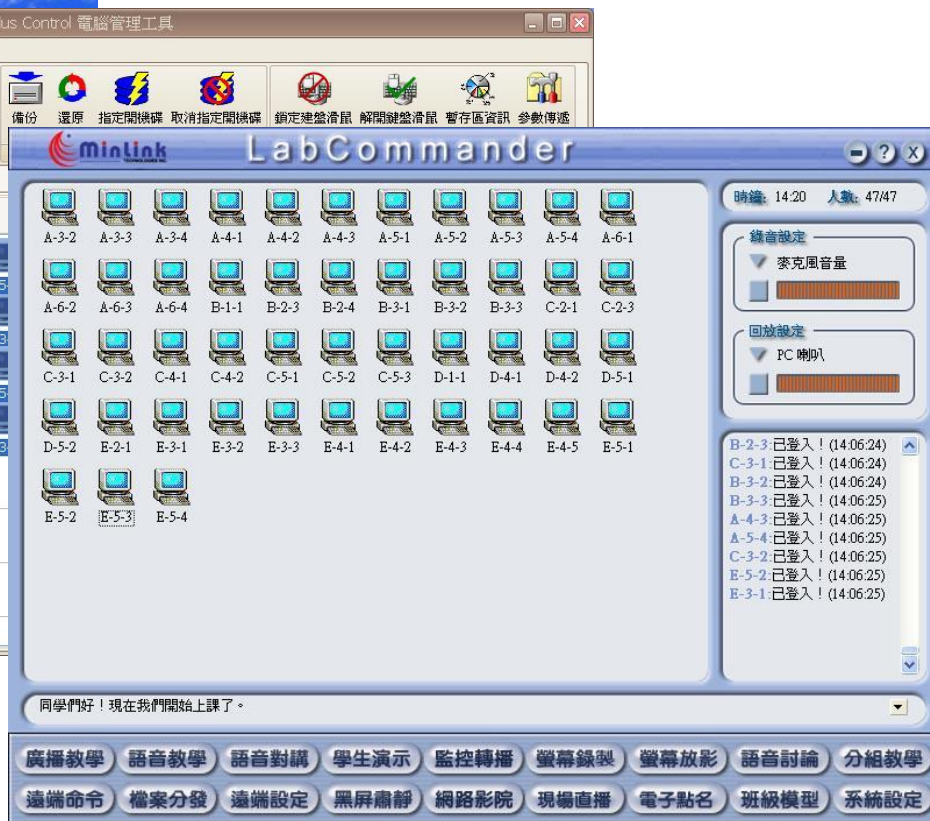 us Control 電腦管理工具
備份 還原 指定開機碟 取消指定開機碟 鎖定建盤滑鼠 解開鍵盤滑鼠 暫存區資訊 參數傳遞
Minlink LabCommander
TECHNOLOGIES INC.
時鐘: 14:20 人數: 47/47
A-3-2 A-3-3 A-3-4 A-4-1 A-4-2 A-4-3 A-5-1 A-5-2 A-5-3 A-5-4 A-6-1
A-6-2 A-6-3 A-6-4 B-1-1 B-2-3 B-2-4 B-3-1 B-3-2 B-3-3 C-2-1 C-2-3
C-3-1 C-3-2 C-4-1 C-4-2 C-5-1 C-5-2 C-5-3 D-1-1 D-4-1 D-4-2 D-5-1
D-5-2 E-2-1 E-3-1 E-3-2 E-3-3 E-4-1 E-4-2 E-4-3 E-4-4 E-4-5 E-5-1
E-5-2 E-5-3 E-5-4
錄音設定
麥克風音量
回放設定
PC 喇叭
B-2-3:已登入！(14:06:24)
C-3-1:已登入！(14:06:24)
B-3-2:已登入！(14:06:24)
B-3-3:已登入！(14:06:25)
A-4-3:已登入！(14:06:25)
A-5-4:已登入！(14:06:25)
C-3-2:已登入！(14:06:25)
E-5-2:已登入！(14:06:25)
E-3-1:已登入！(14:06:25)
同學們好！現在我們開始上課了。
廣播教學 語音教學 語音對講 學生演示 監控轉播 螢幕錄製 螢幕放影 語音討論 分組教學
遠端命令 檔案分發 遠端設定 黑屏肅靜 網路影院 現場直播 電子點名 班級模型 系統設定